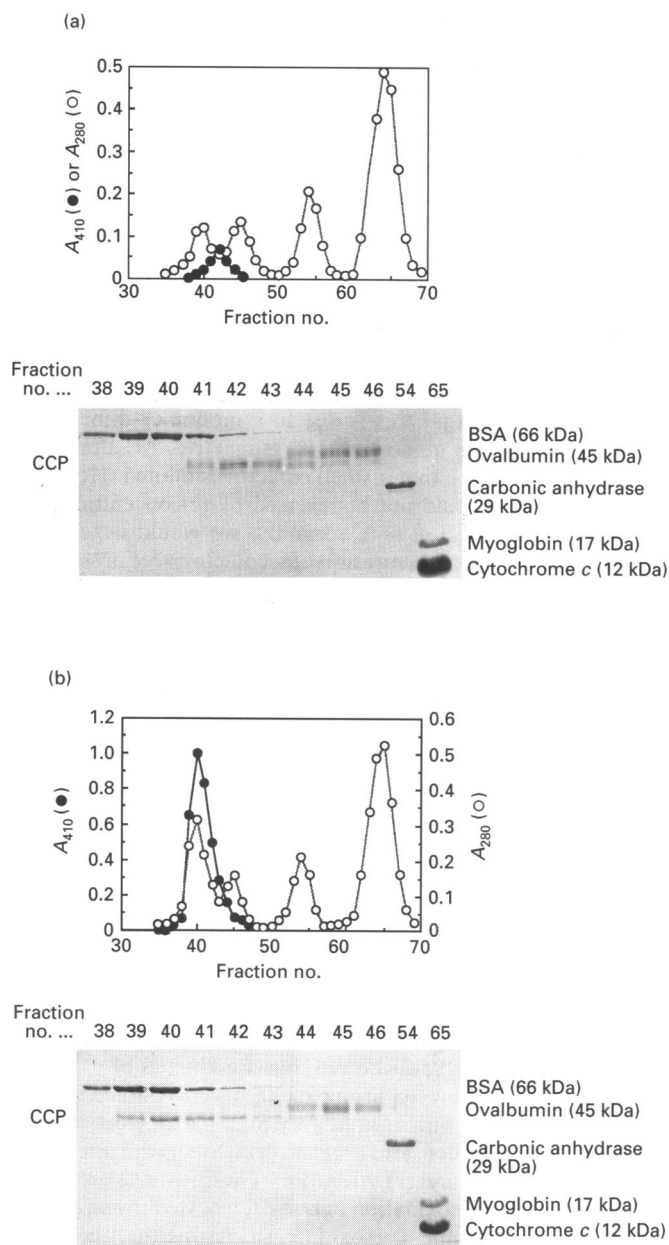 (a)
A410 (●) or A280 (○)
0.5
0.4
0.3
0.2
0.1
0
30 40 50 60 70
Fraction no.
Fraction
no. ... 38 39 40 41 42 43 44 45 46 54 65
CCP
BSA (66 kDa)
Ovalbumin (45 kDa)
Carbonic anhydrase
(29 kDa)
Myoglobin (17 kDa)
Cytochrome c (12 kDa)
(b)
A410 (●)
1.2
1.0
0.8
0.6
0.4
0.2
0
0.6
0.5
0.4
0.3
0.2
0.1
0
A280 (○)
30 40 50 60 70
Fraction no.
Fraction
no. ... 38 39 40 41 42 43 44 45 46 54 65
CCP
BSA (66 kDa)
Ovalbumin (45 kDa)
Carbonic anhydrase
(29 kDa)
Myoglobin (17 kDa)
Cytochrome c (12 kDa)